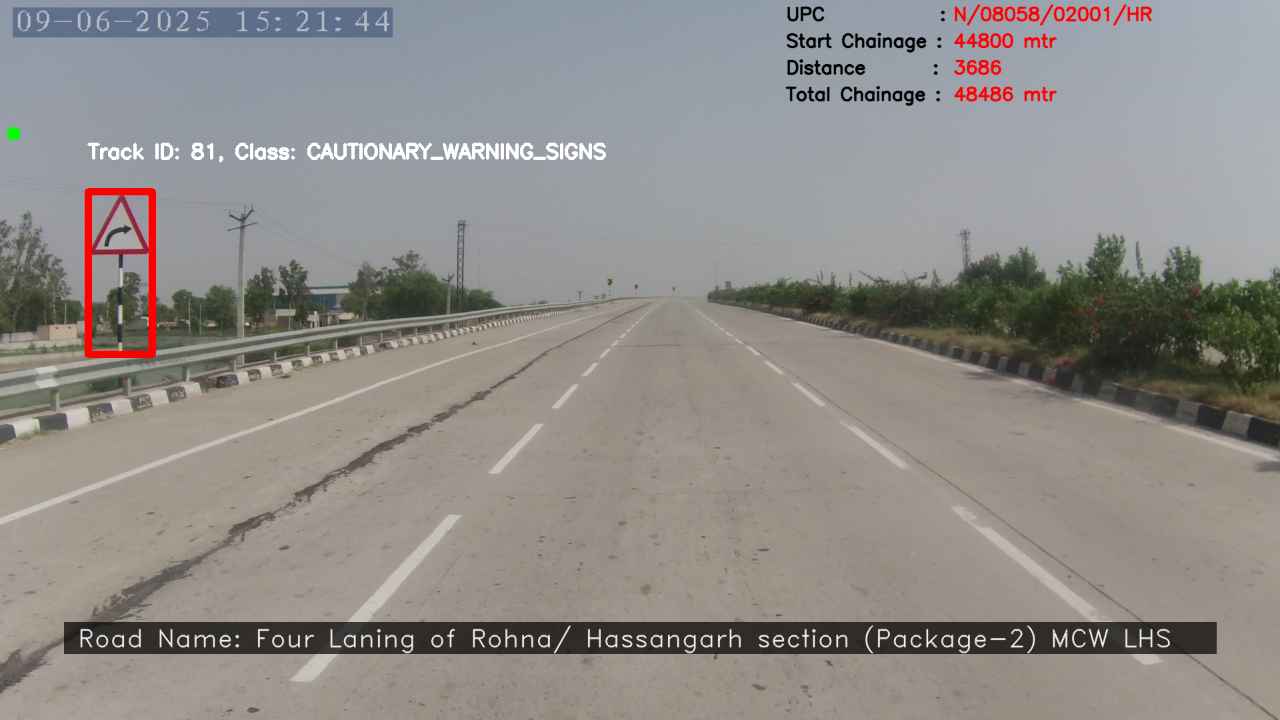 09-06-2025 15:21:44
UPC : N/08058/02001/HR
Start Chainage : 44800 mtr
Distance : 3686
Total Chainage : 48486 mtr
Track ID: 81, Class: CAUTIONARY_WARNING_SIGNS
Road Name: Four Laning of Rohna/ Hassangarh section (Package-2) MCW LHS